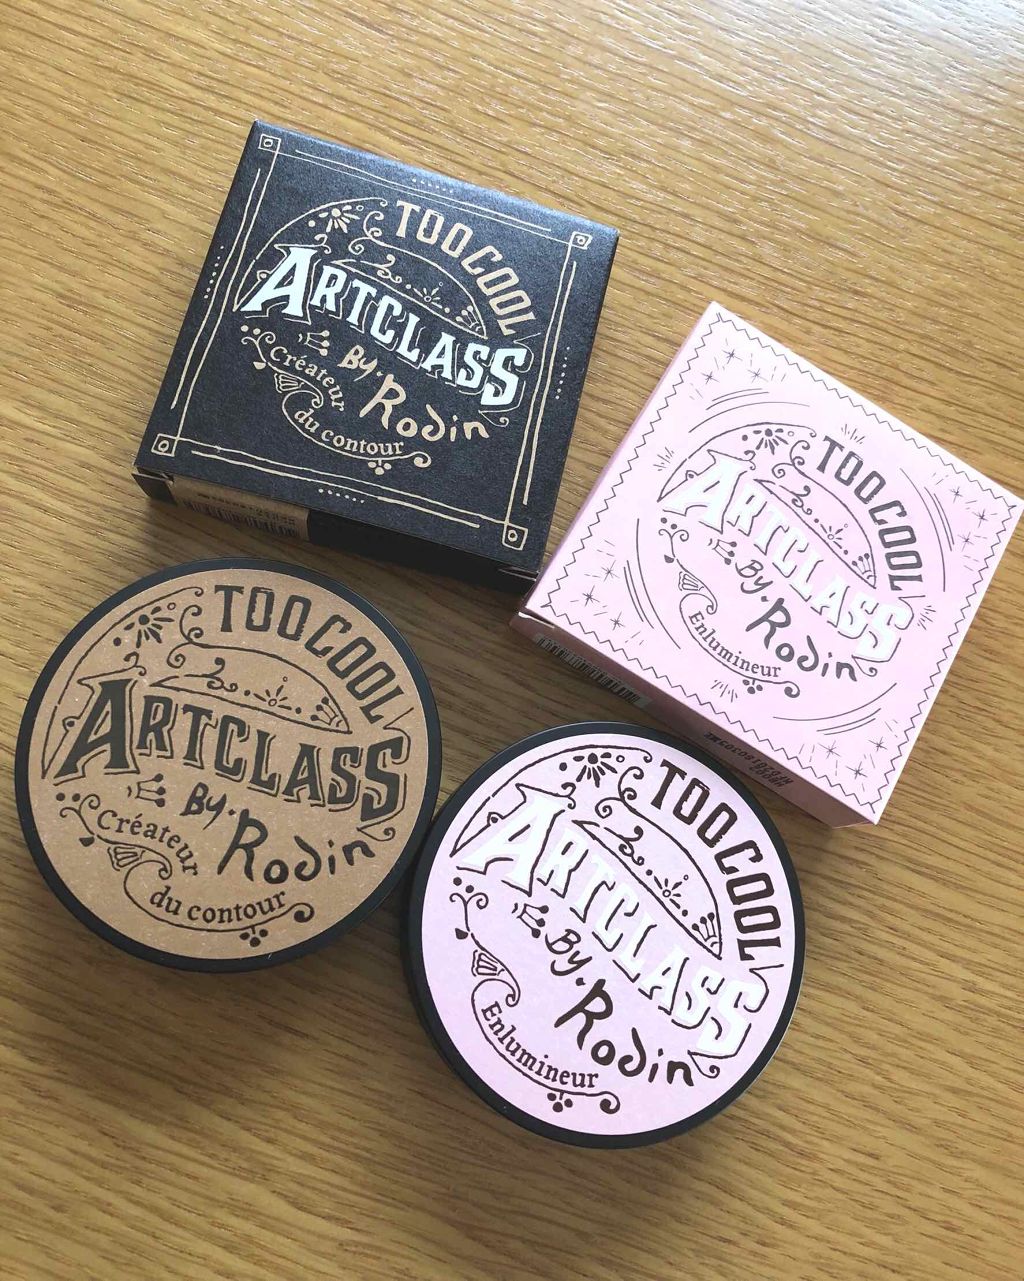 TOO COOL
ARTCLASS
By. Rodin
Créateur
du contour
TOO COOL
ARTCLASS
By. Rodin
Enlumineur
TOO COOL
ARTCLASS
By. Rodin
Créateur
du contour
TOO COOL
ARTCLASS
By. Rodin
Enlumineur